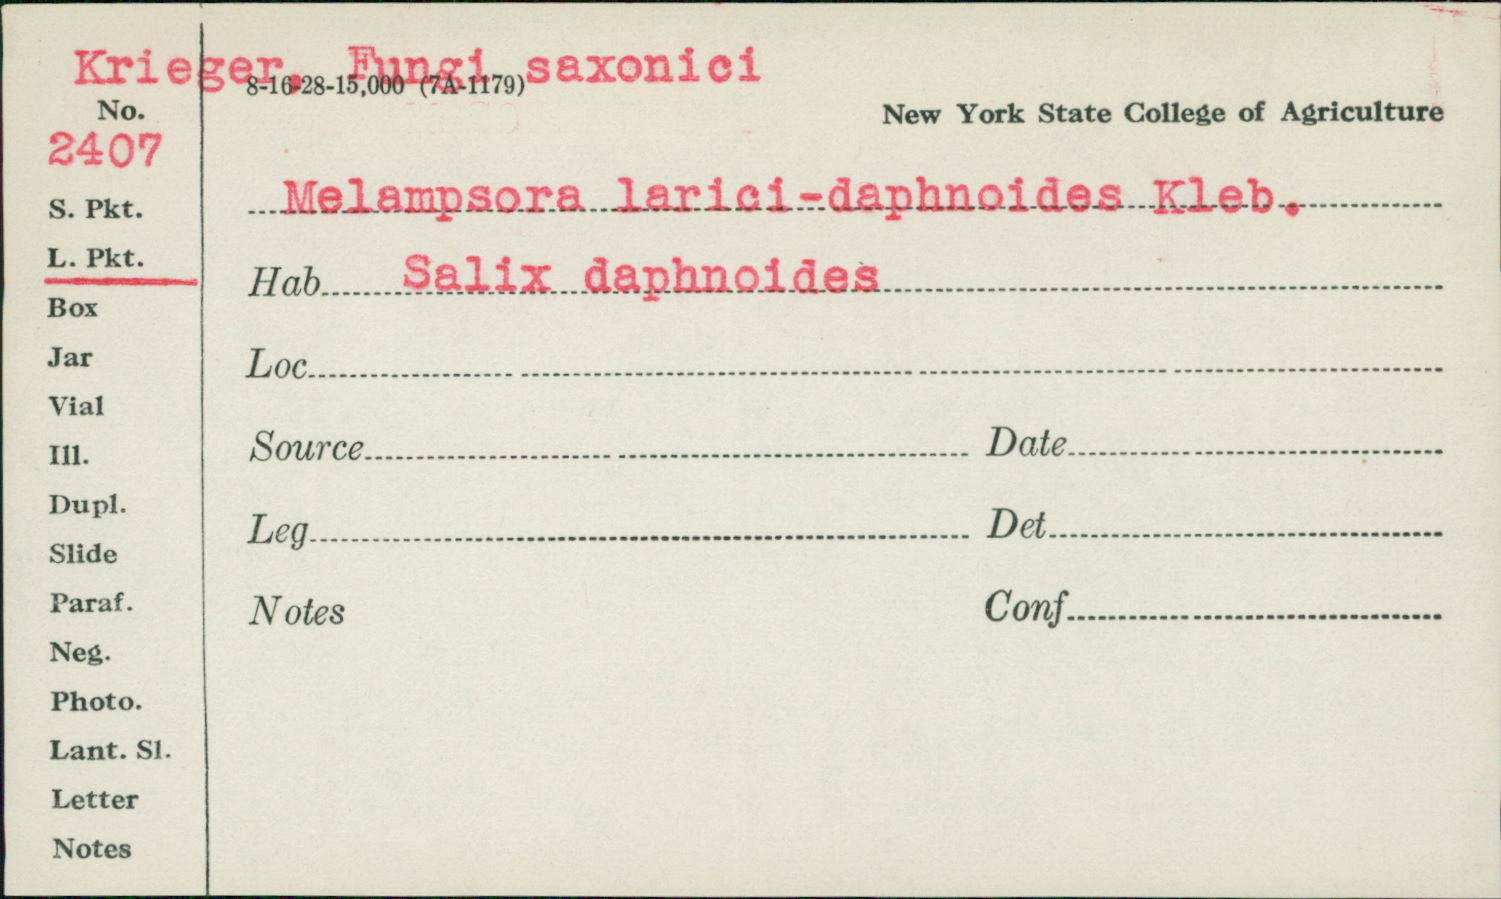 Krieger, Fungi saxonici
8-16-28-15,000 (7A-1179)
No.
New York State College of Agriculture
2407
Melampsora larici-daphnoides Kleb.
S. Pkt.
L. Pkt.
Hab. Salix daphnoides
Box
Jar
Loc.
Vial
Ill.
Source Date
Dupl.
Leg Det
Slide
Paraf.
Notes Conf
Neg.
Photo.
Lant. Sl.
Letter
Notes